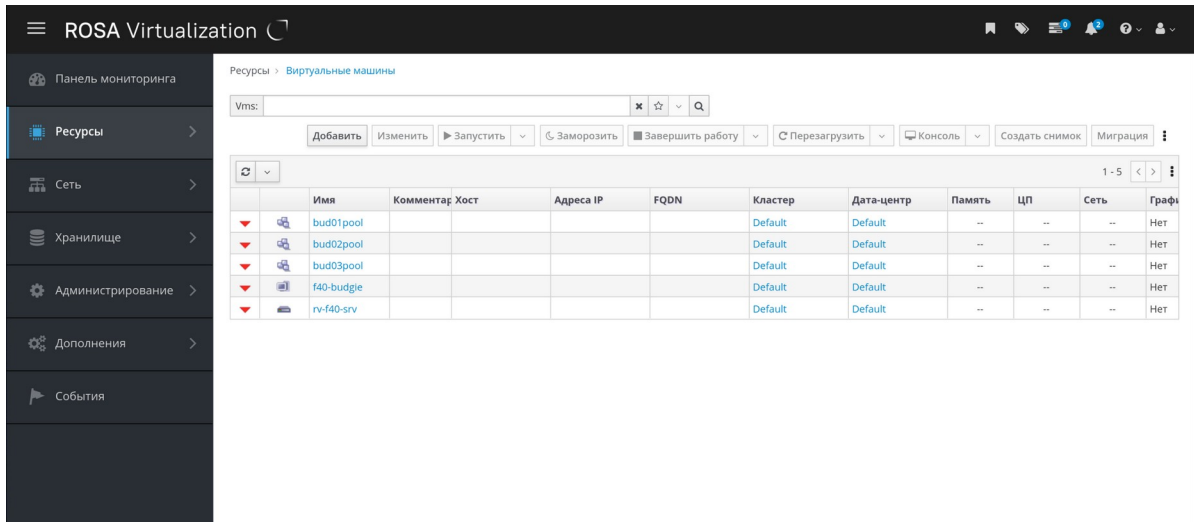 ROSA Virtualization
0
2
Панель мониторинга
Ресурсы
Сеть
Хранилище
Администрирование
Дополнения
События
Ресурсы > Виртуальные машины
Vms:
Добавить Изменить Запустить Заморозить Завершить работу Перезагрузить Консоль Создать снимок Миграция
1 - 5
Имя Комментар Хост Адреса IP FQDN Кластер Дата-центр Память ЦП Сеть Графи
bud01pool Default Default -- -- -- Нет
bud02pool Default Default -- -- -- Нет
bud03pool Default Default -- -- -- Нет
f40-budgie Default Default -- -- -- Нет
rv-f40-srv Default Default -- -- -- Нет